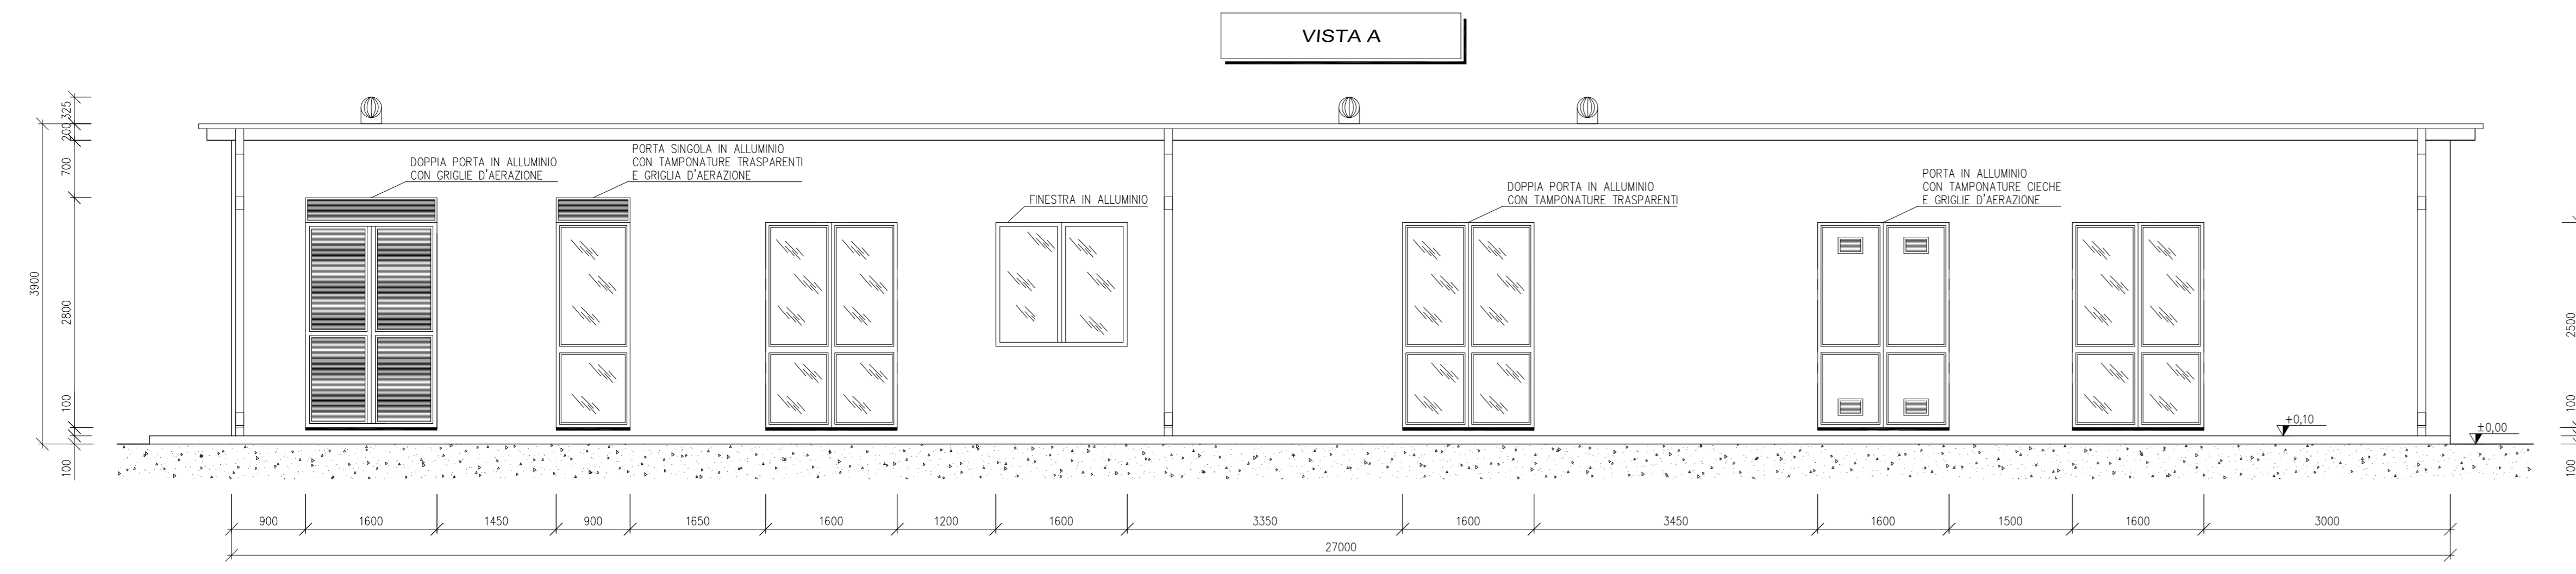 VISTA A
325
200
700
3900
2800
100
100
DOPPIA PORTA IN ALLUMINIO
CON GRIGLIE D'AERAZIONE
PORTA SINGOLA IN ALLUMINIO
CON TAMPONATURE TRASPARENTI
E GRIGLIA D'AERAZIONE
FINESTRA IN ALLUMINIO
DOPPIA PORTA IN ALLUMINIO
CON TAMPONATURE TRASPARENTI
PORTA IN ALLUMINIO
CON TAMPONATURE CIECHE
E GRIGLIE D'AERAZIONE
2500
100
100
±0,10
±0,00
900 1600 1450 900 1650 1600 1200 1600 3350 1600 3450 1600 1500 1600 3000
27000